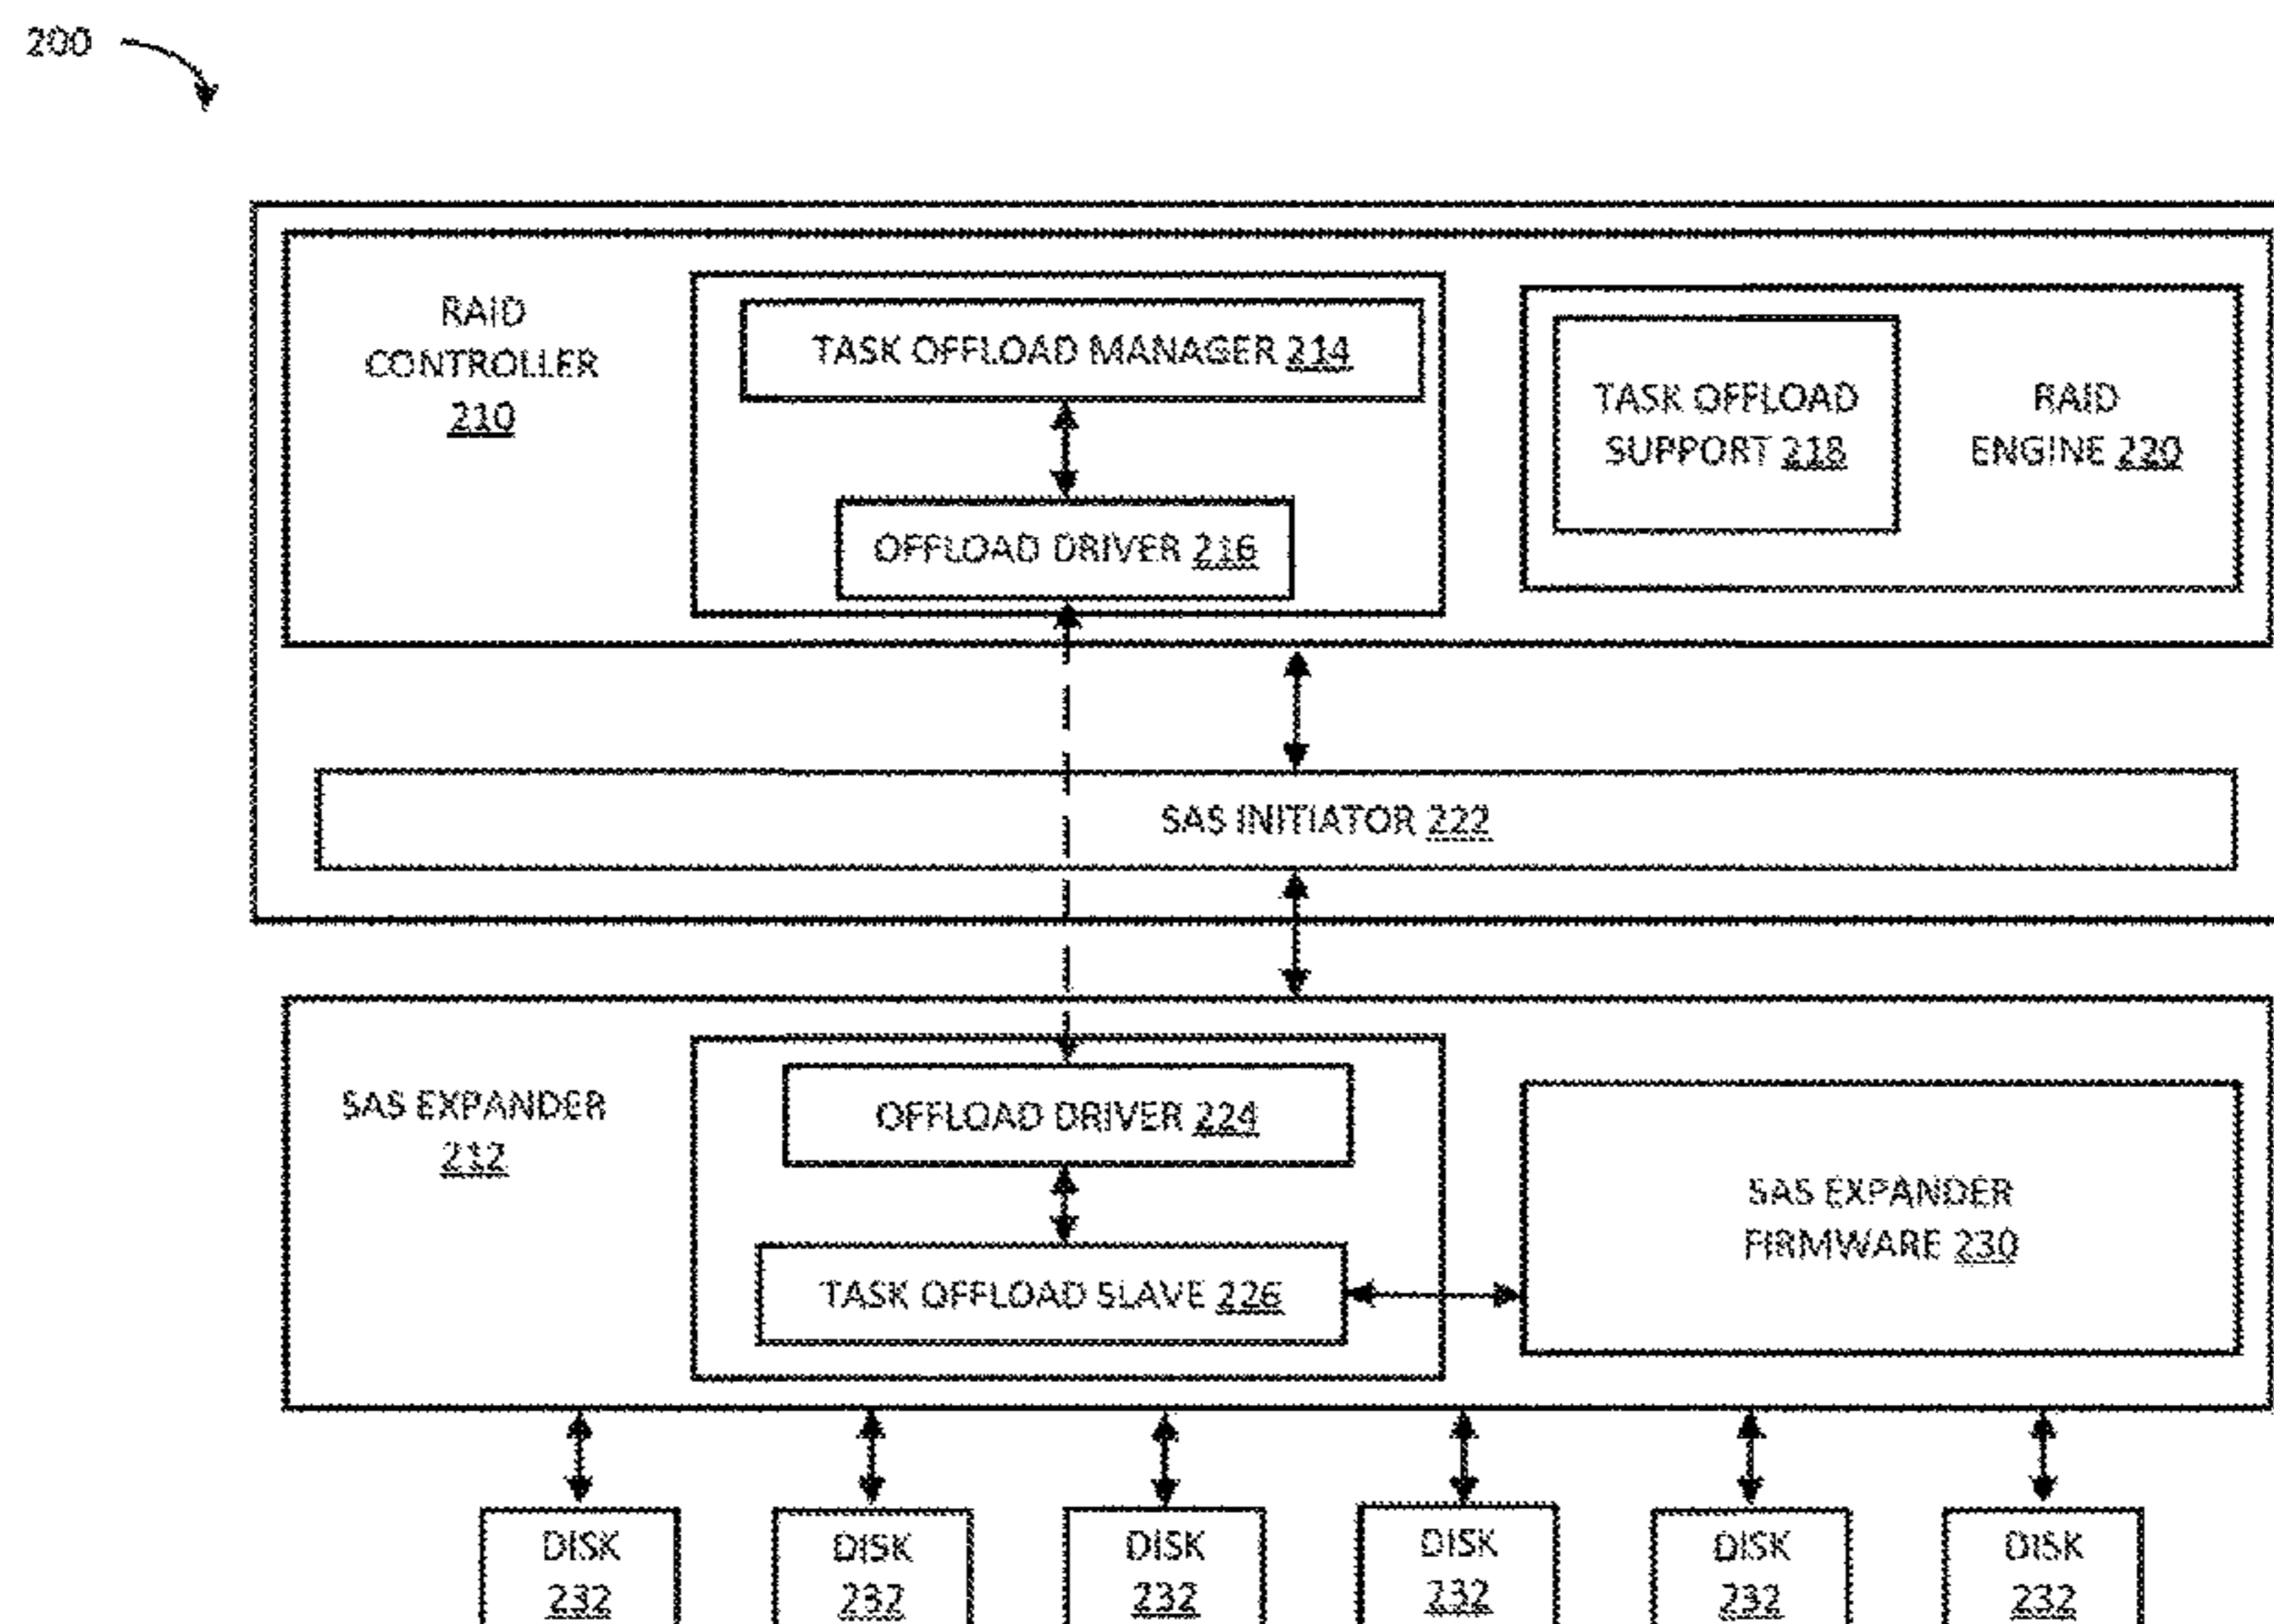 200
RAID
CONTROLLER
210
TASK OFFLOAD MANAGER 214
OFFLOAD DRIVER 216
TASK OFFLOAD
SUPPORT 218
RAID
ENGINE 220
SAS INITIATOR 222
SAS EXPANDER
212
OFFLOAD DRIVER 224
TASK OFFLOAD SLAVE 226
SAS EXPANDER
FIRMWARE 230
DISK
232
DISK
232
DISK
232
DISK
232
DISK
232
DISK
232